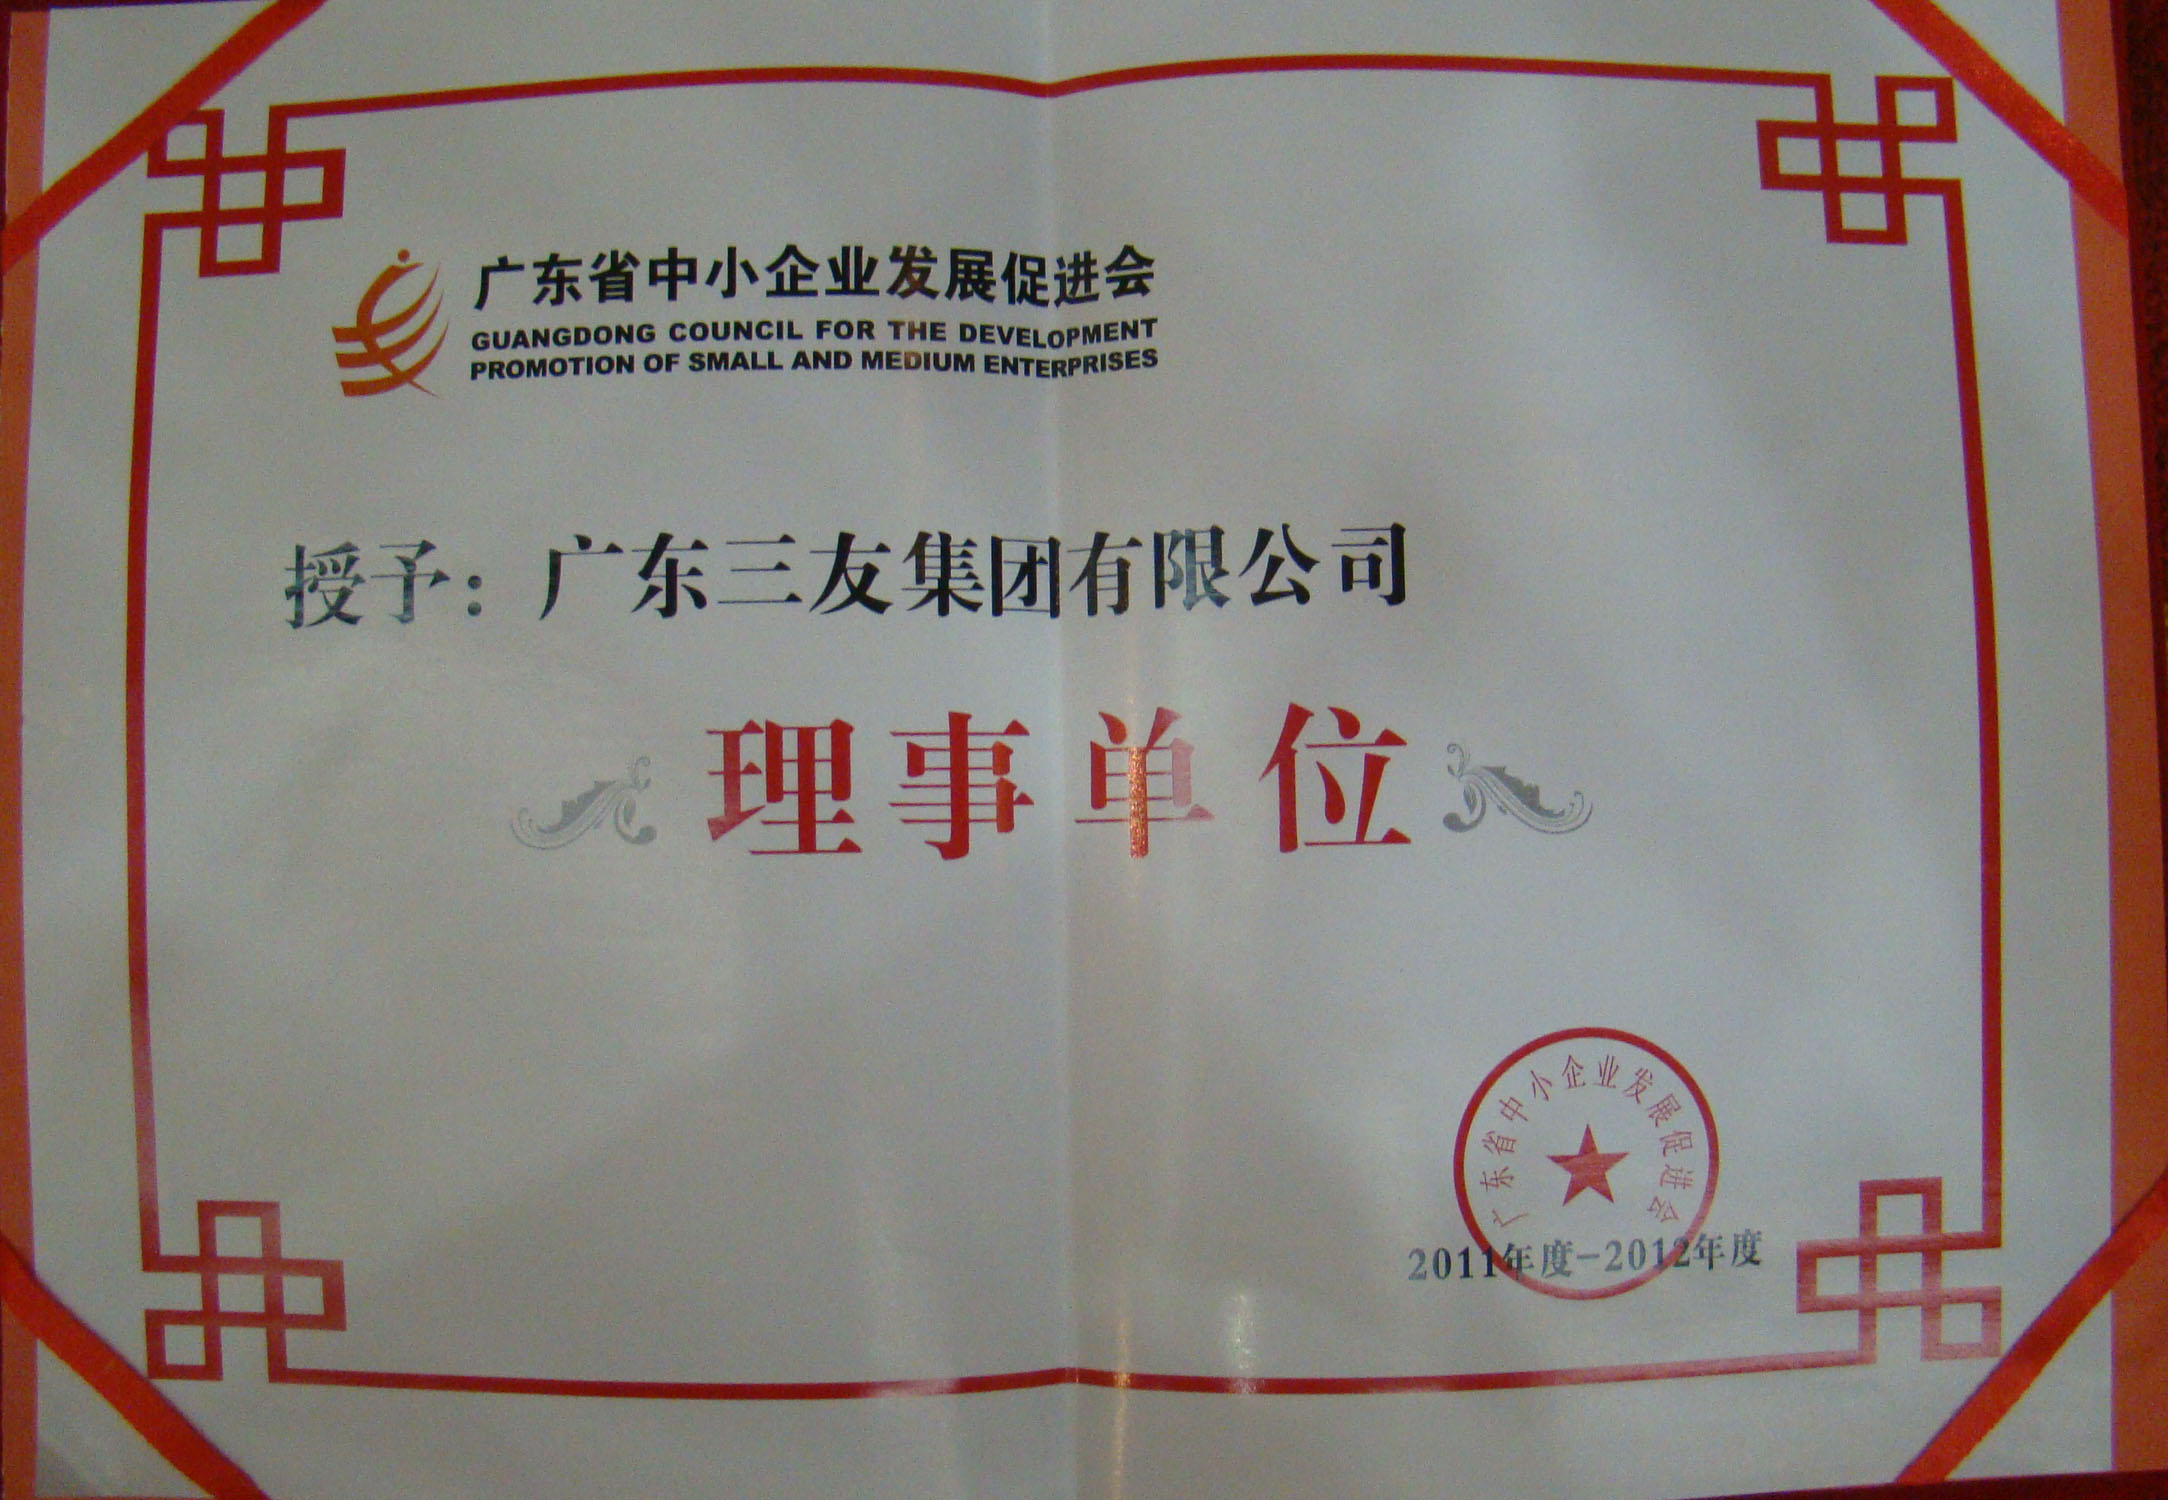 广东省中小企业发展促进会
GUANGDONG COUNCIL FOR THE DEVELOPMENT
PROMOTION OF SMALL AND MEDIUM ENTERPRISES
授予：广东三友集团有限公司
理事单位
广东省中小企业发展促进会
2011年度-2012年度